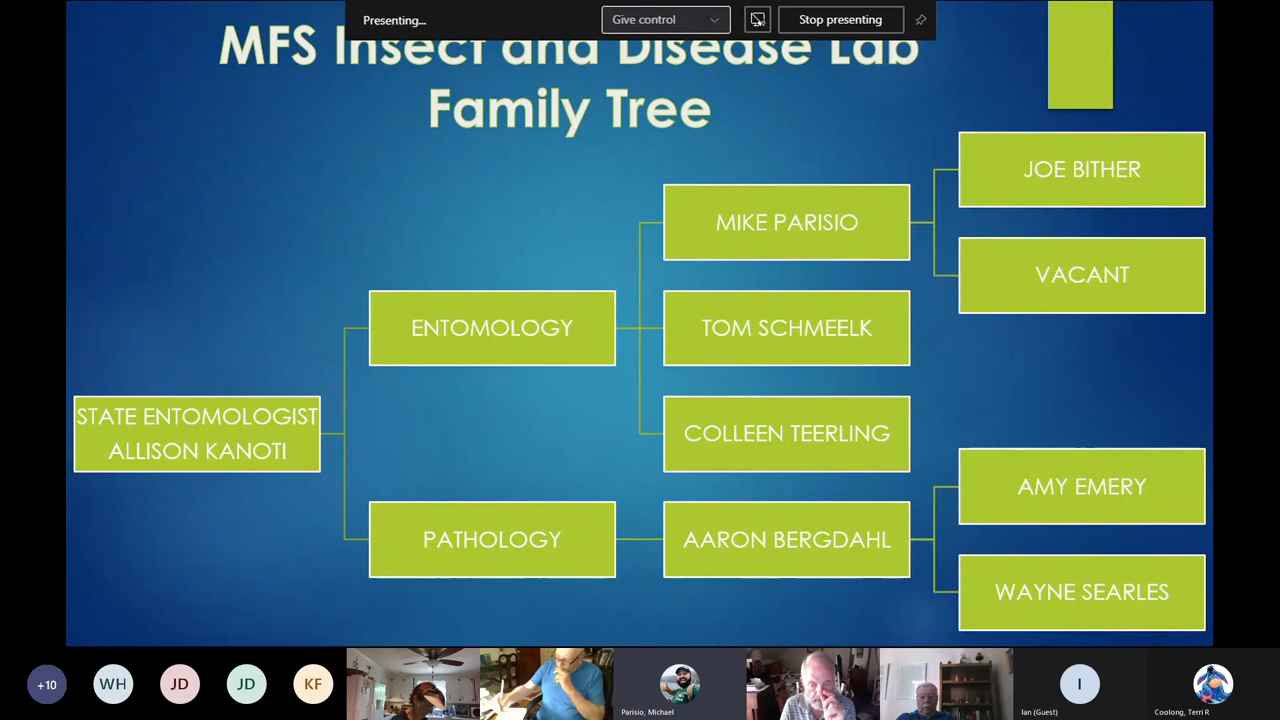 Presenting...
Give control
Stop presenting
MFS Insect and Disease Lab
Family Tree
JOE BITHER
MIKE PARISIO
VACANT
ENTOMOLOGY
TOM SCHMEELK
STATE ENTOMOLOGIST
ALLISON KANOTI
COLLEEN TEERLING
AMY EMERY
PATHOLOGY
AARON BERGDAHL
WAYNE SEARLES
+10
WH
JD
JD
KF
Parisio, Michael
I
Ian (Guest)
Coolong, Terri R